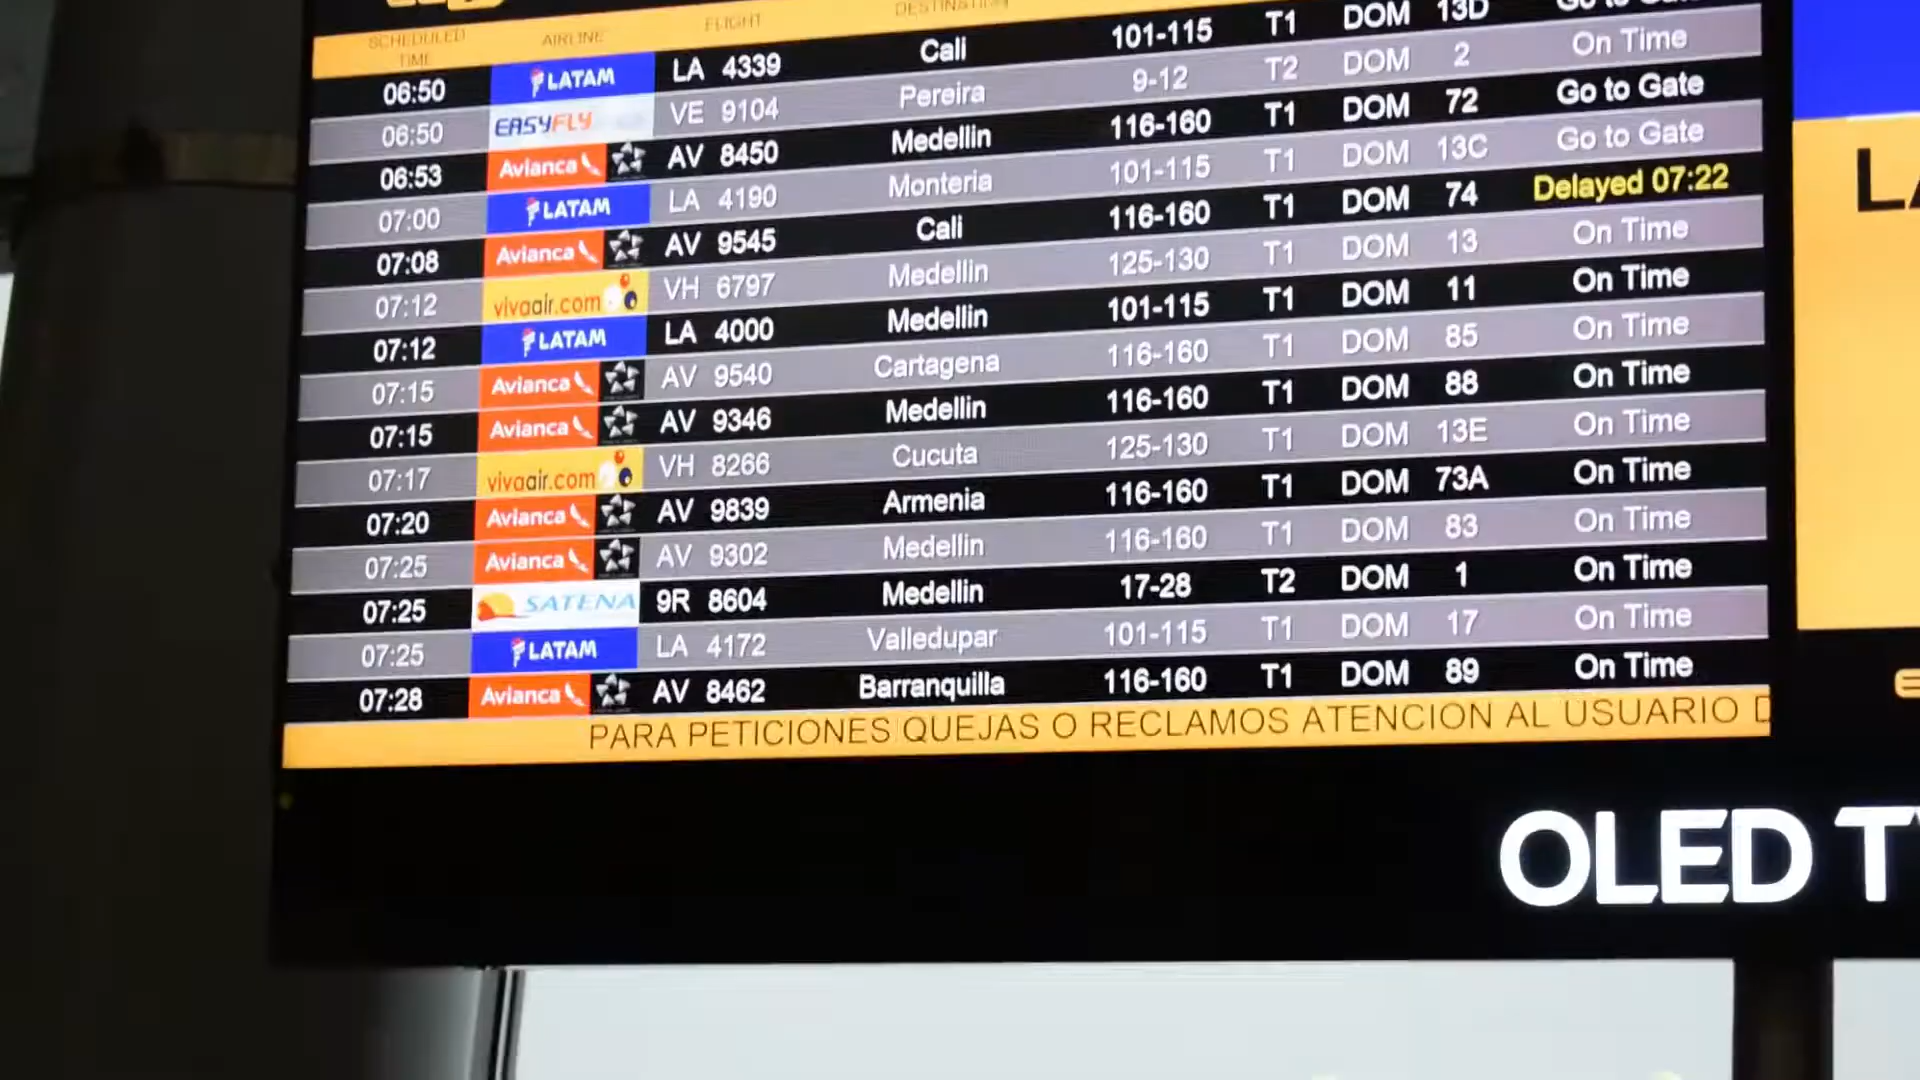 SCHEDULED TIME AIRLINE FLIGHT DESTINATION
06:50 LATAM LA 4339 Cali 101-115 T1 DOM 13D Go to Gate
06:50 EASYFLY VE 9104 Pereira 9-12 T2 DOM 2 On Time
06:53 Avianca AV 8450 Medellin 116-160 T1 DOM 72 Go to Gate
07:00 LATAM LA 4190 Monteria 101-115 T1 DOM 13C Go to Gate
07:08 Avianca AV 9545 Cali 116-160 T1 DOM 74 Delayed 07:22
07:12 vivaair.com VH 6797 Medellin 125-130 T1 DOM 13 On Time
07:12 LATAM LA 4000 Medellin 101-115 T1 DOM 11 On Time
07:15 Avianca AV 9540 Cartagena 116-160 T1 DOM 85 On Time
07:15 Avianca AV 9346 Medellin 116-160 T1 DOM 88 On Time
07:17 vivaair.com VH 8266 Cucuta 125-130 T1 DOM 13E On Time
07:20 Avianca AV 9839 Armenia 116-160 T1 DOM 73A On Time
07:25 Avianca AV 9302 Medellin 116-160 T1 DOM 83 On Time
07:25 SATENA 9R 8604 Medellin 17-28 T2 DOM 1 On Time
07:25 LATAM LA 4172 Valledupar 101-115 T1 DOM 17 On Time
07:28 Avianca AV 8462 Barranquilla 116-160 T1 DOM 89 On Time
PARA PETICIONES QUEJAS O RECLAMOS ATENCION AL USUARIO D
OLED T